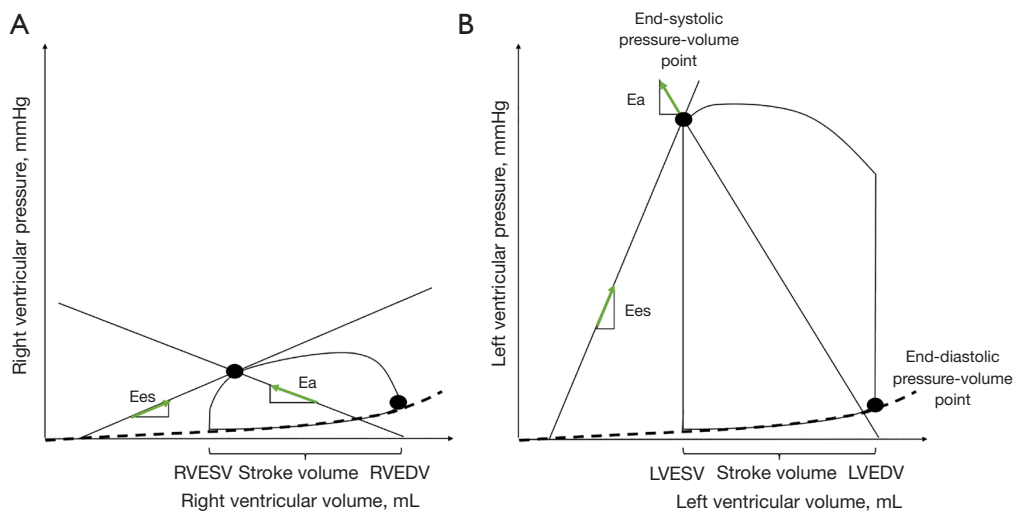 A
Right ventricular pressure, mmHg
Ees
Ea
RVESV
Stroke volume
RVEDV
Right ventricular volume, mL
B
Left ventricular pressure, mmHg
End-systolic
pressure-volume
point
Ea
Ees
End-diastolic
pressure-volume
point
LVESV
Stroke volume
LVEDV
Left ventricular volume, mL